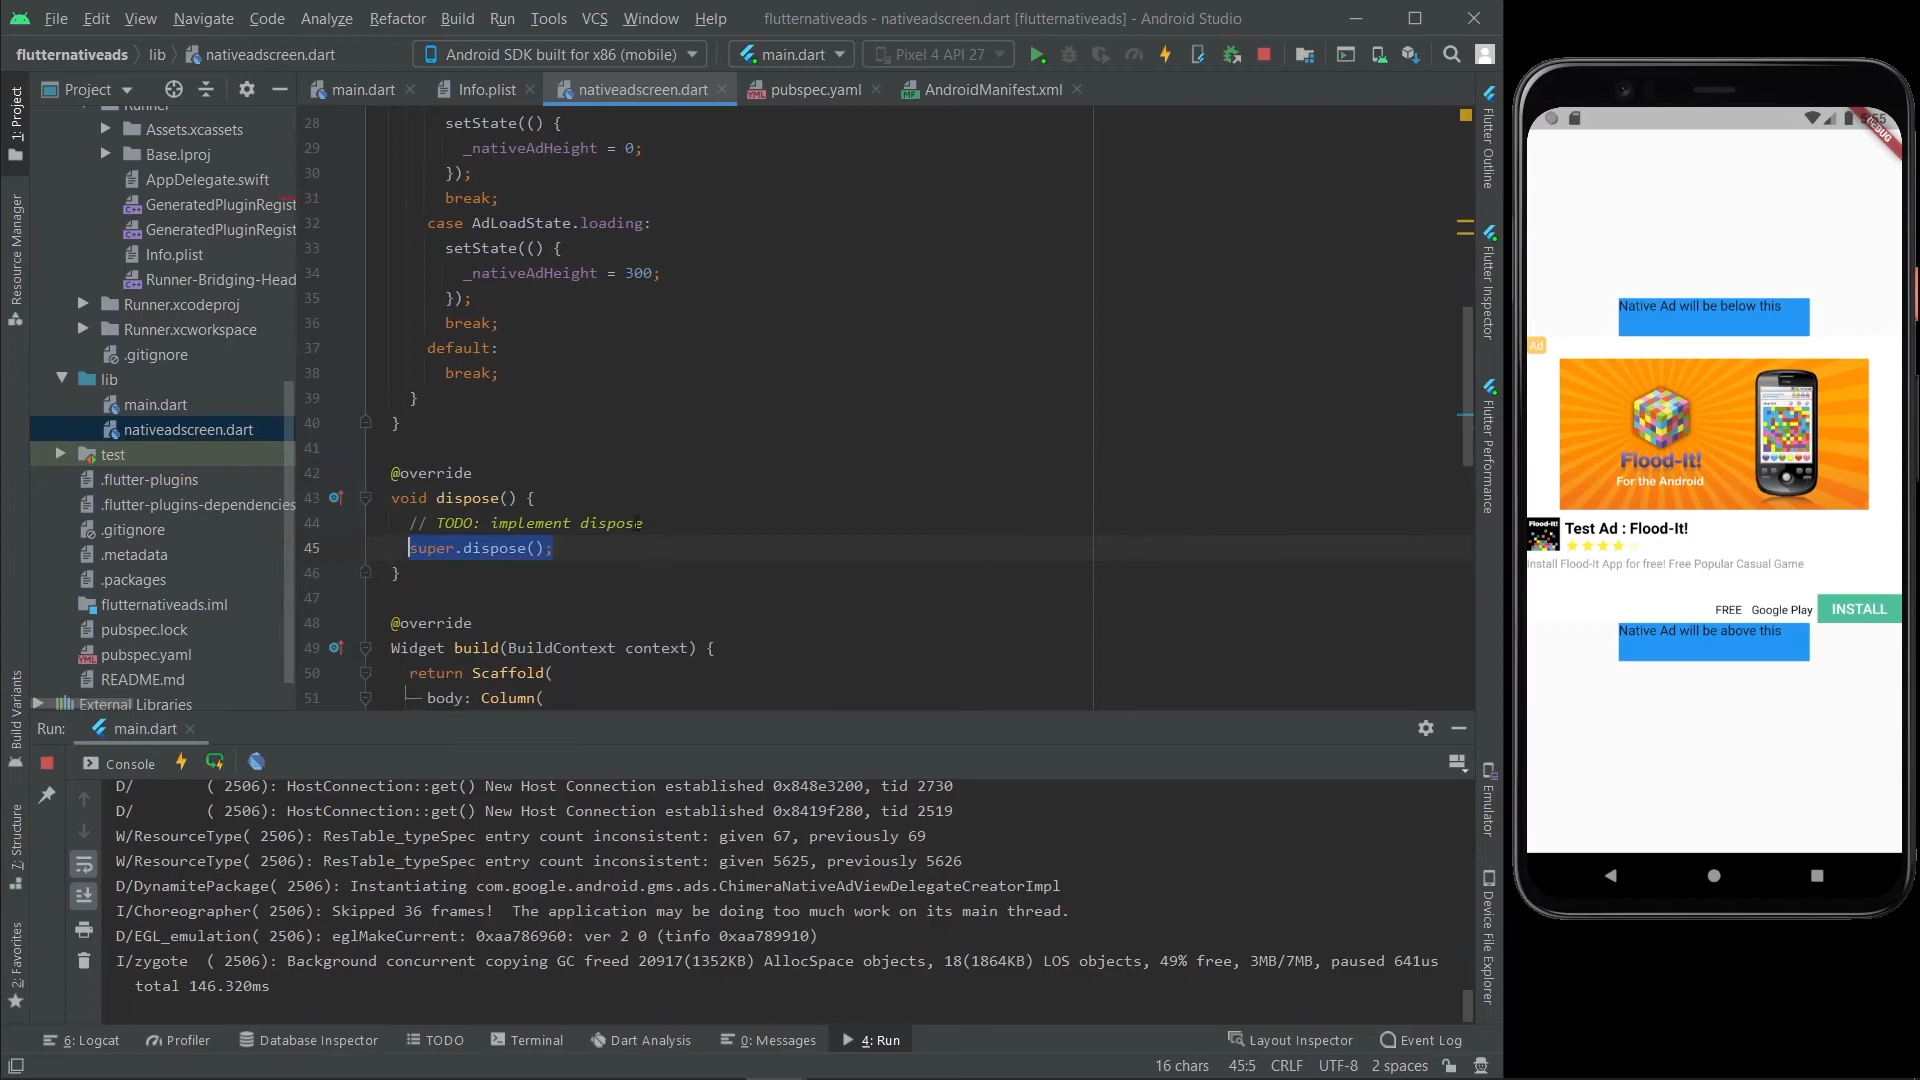 File Edit View Navigate Code Analyze Refactor Build Run Tools VCS Window Help flutternativeads - nativeadscreen.dart [flutternativeads] - Android Studio
flutternativeads lib nativeadscreen.dart Android SDK built for x86 (mobile) main.dart Pixel 4 API 27
Project main.dart Info.plist nativeadscreen.dart pubspec.yaml AndroidManifest.xml
1: Project
Resource Manager
Build Variants
7: Structure
2: Favorites
Runner
Assets.xcassets
Base.lproj
AppDelegate.swift
GeneratedPluginRegist
GeneratedPluginRegist
Info.plist
Runner-Bridging-Head
Runner.xcodeproj
Runner.xcworkspace
.gitignore
lib
main.dart
nativeadscreen.dart
test
.flutter-plugins
.flutter-plugins-dependencies
.gitignore
.metadata
.packages
flutternativeads.iml
pubspec.lock
pubspec.yaml
README.md
External Libraries
28 setState(() {
29 _nativeAdHeight = 0;
30 });
31 break;
32 case AdLoadState.loading:
33 setState(() {
34 _nativeAdHeight = 300;
35 });
36 break;
37 default:
38 break;
39 }
40 }
41
42 @override
43 void dispose() {
44 // TODO: implement dispose
45 super.dispose();
46 }
47
48 @override
49 Widget build(BuildContext context) {
50 return Scaffold(
51 body: Column(
Flutter Outline
Flutter Inspector
Flutter Performance
Emulator
Device File Explorer
Run: main.dart
Console
D/ ( 2506): HostConnection::get() New Host Connection established 0x848e3200, tid 2730
D/ ( 2506): HostConnection::get() New Host Connection established 0x8419f280, tid 2519
W/ResourceType( 2506): ResTable_typeSpec entry count inconsistent: given 67, previously 69
W/ResourceType( 2506): ResTable_typeSpec entry count inconsistent: given 5625, previously 5626
D/DynamitePackage( 2506): Instantiating com.google.android.gms.ads.ChimeraNativeAdViewDelegateCreatorImpl
I/Choreographer( 2506): Skipped 36 frames! The application may be doing too much work on its main thread.
D/EGL_emulation( 2506): eglMakeCurrent: 0xaa786960: ver 2 0 (tinfo 0xaa789910)
I/zygote ( 2506): Background concurrent copying GC freed 20917(1352KB) AllocSpace objects, 18(1864KB) LOS objects, 49% free, 3MB/7MB, paused 641us
total 146.320ms
6: Logcat Profiler Database Inspector TODO Terminal Dart Analysis 0: Messages 4: Run Layout Inspector Event Log
16 chars 45:5 CRLF UTF-8 2 spaces
5:55
DEBUG
Native Ad will be below this
Ad
Flood-It!
For the Android
Flood-It!
Test Ad : Flood-It!
Install Flood-It App for free! Free Popular Casual Game
FREE Google Play INSTALL
Native Ad will be above this